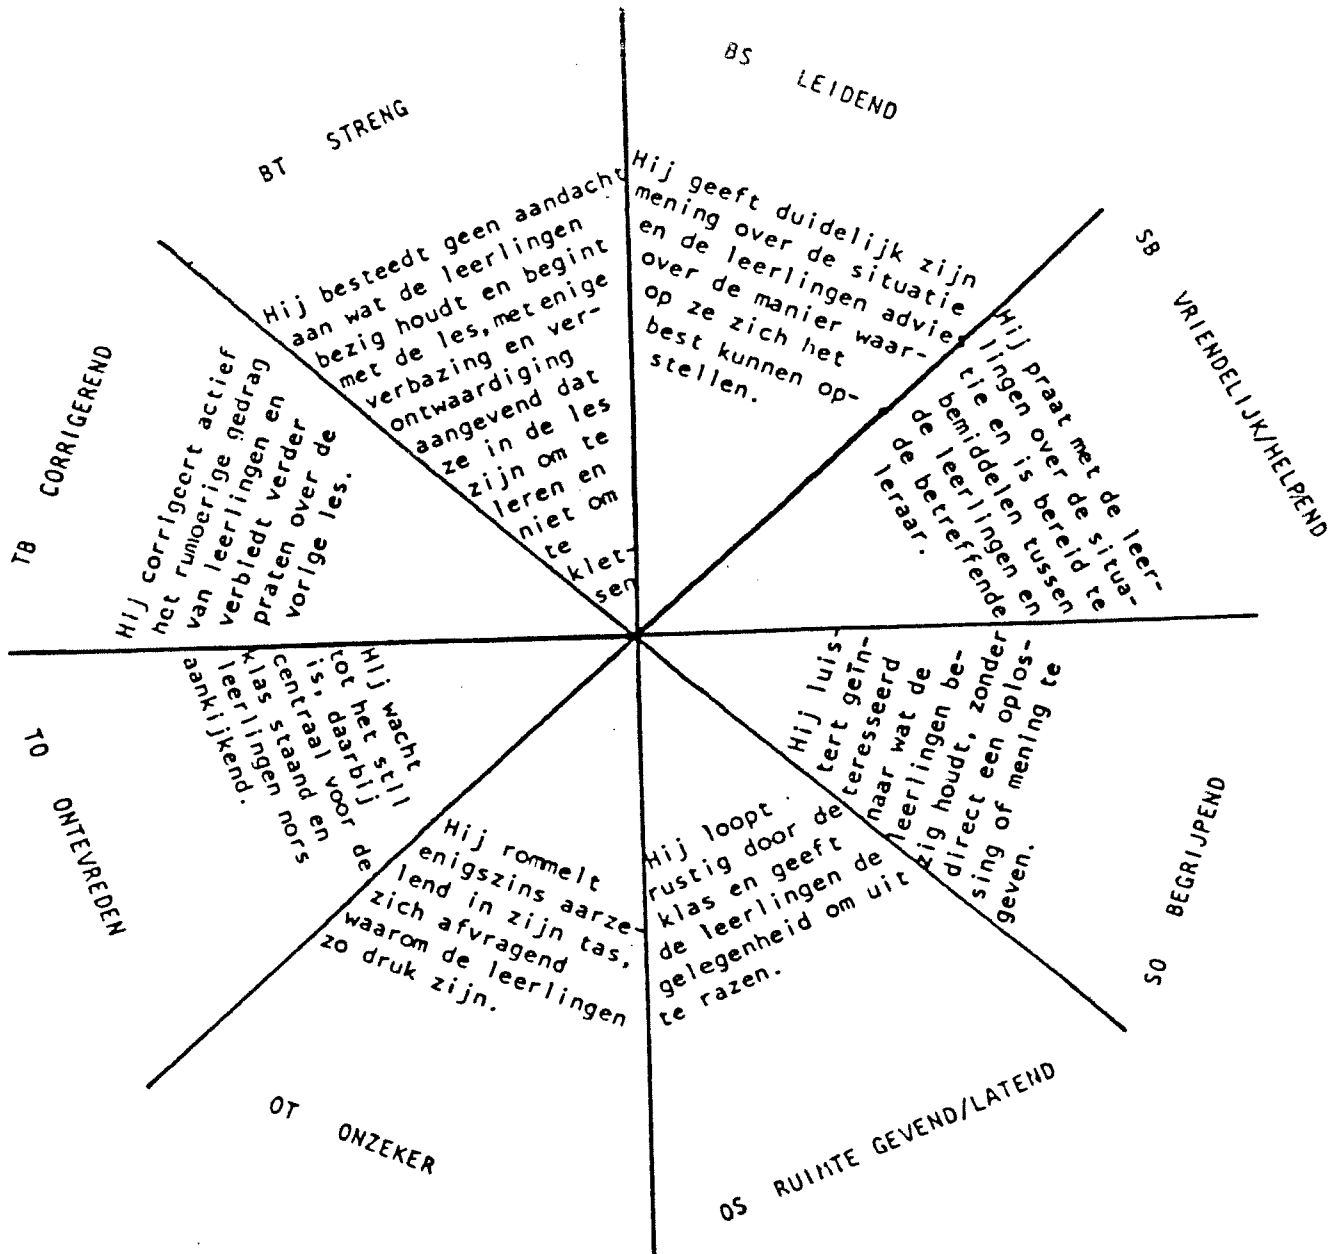 BS LEIDEND
Hij geeft duidelijk zijn
mening over de situatie
en de leerlingen advies
over de manier waar-
op ze zich het
best kunnen op-
stellen.
SB VRIENDELIJK/HELPEND
Hij praat met de leer-
lingen over de situa-
tie en is bereid te
bemiddelen tussen
de leerlingen en
de betreffende
leraar.
SO BEGRIJPEND
Hij luis-
tert geïn-
teresseerd
naar wat de
leerlingen be-
zig houdt, zonder
direct een oplos-
sing of mening te
geven.
OS RUIMTE GEVEND/LATEND
Hij loopt
rustig door de
klas en geeft
de leerlingen de
gelegenheid om uit
te razen.
OT ONZEKER
Hij rommelt
enigszins aarze-
lend in zijn tas,
zich afvragend
waarom de leerlingen
zo druk zijn.
TO ONTEVREDEN
Hij wacht
tot het stil
is, daarbij
centraal voor de
klas staand en
leerlingen nors
aankijkend.
TB CORRIGEREND
Hij corrigeert actief
het rumoerige gedrag
van leerlingen en
verbiedt verder
praten over de
vorige les.
BT STRENG
Hij besteedt geen aandacht
aan wat de leerlingen
bezig houdt en begint
met de les, met enige
verbazing en ver-
ontwaardiging
aangevend dat
ze in de les
zijn om te
leren en
niet om
te
klet-
sen